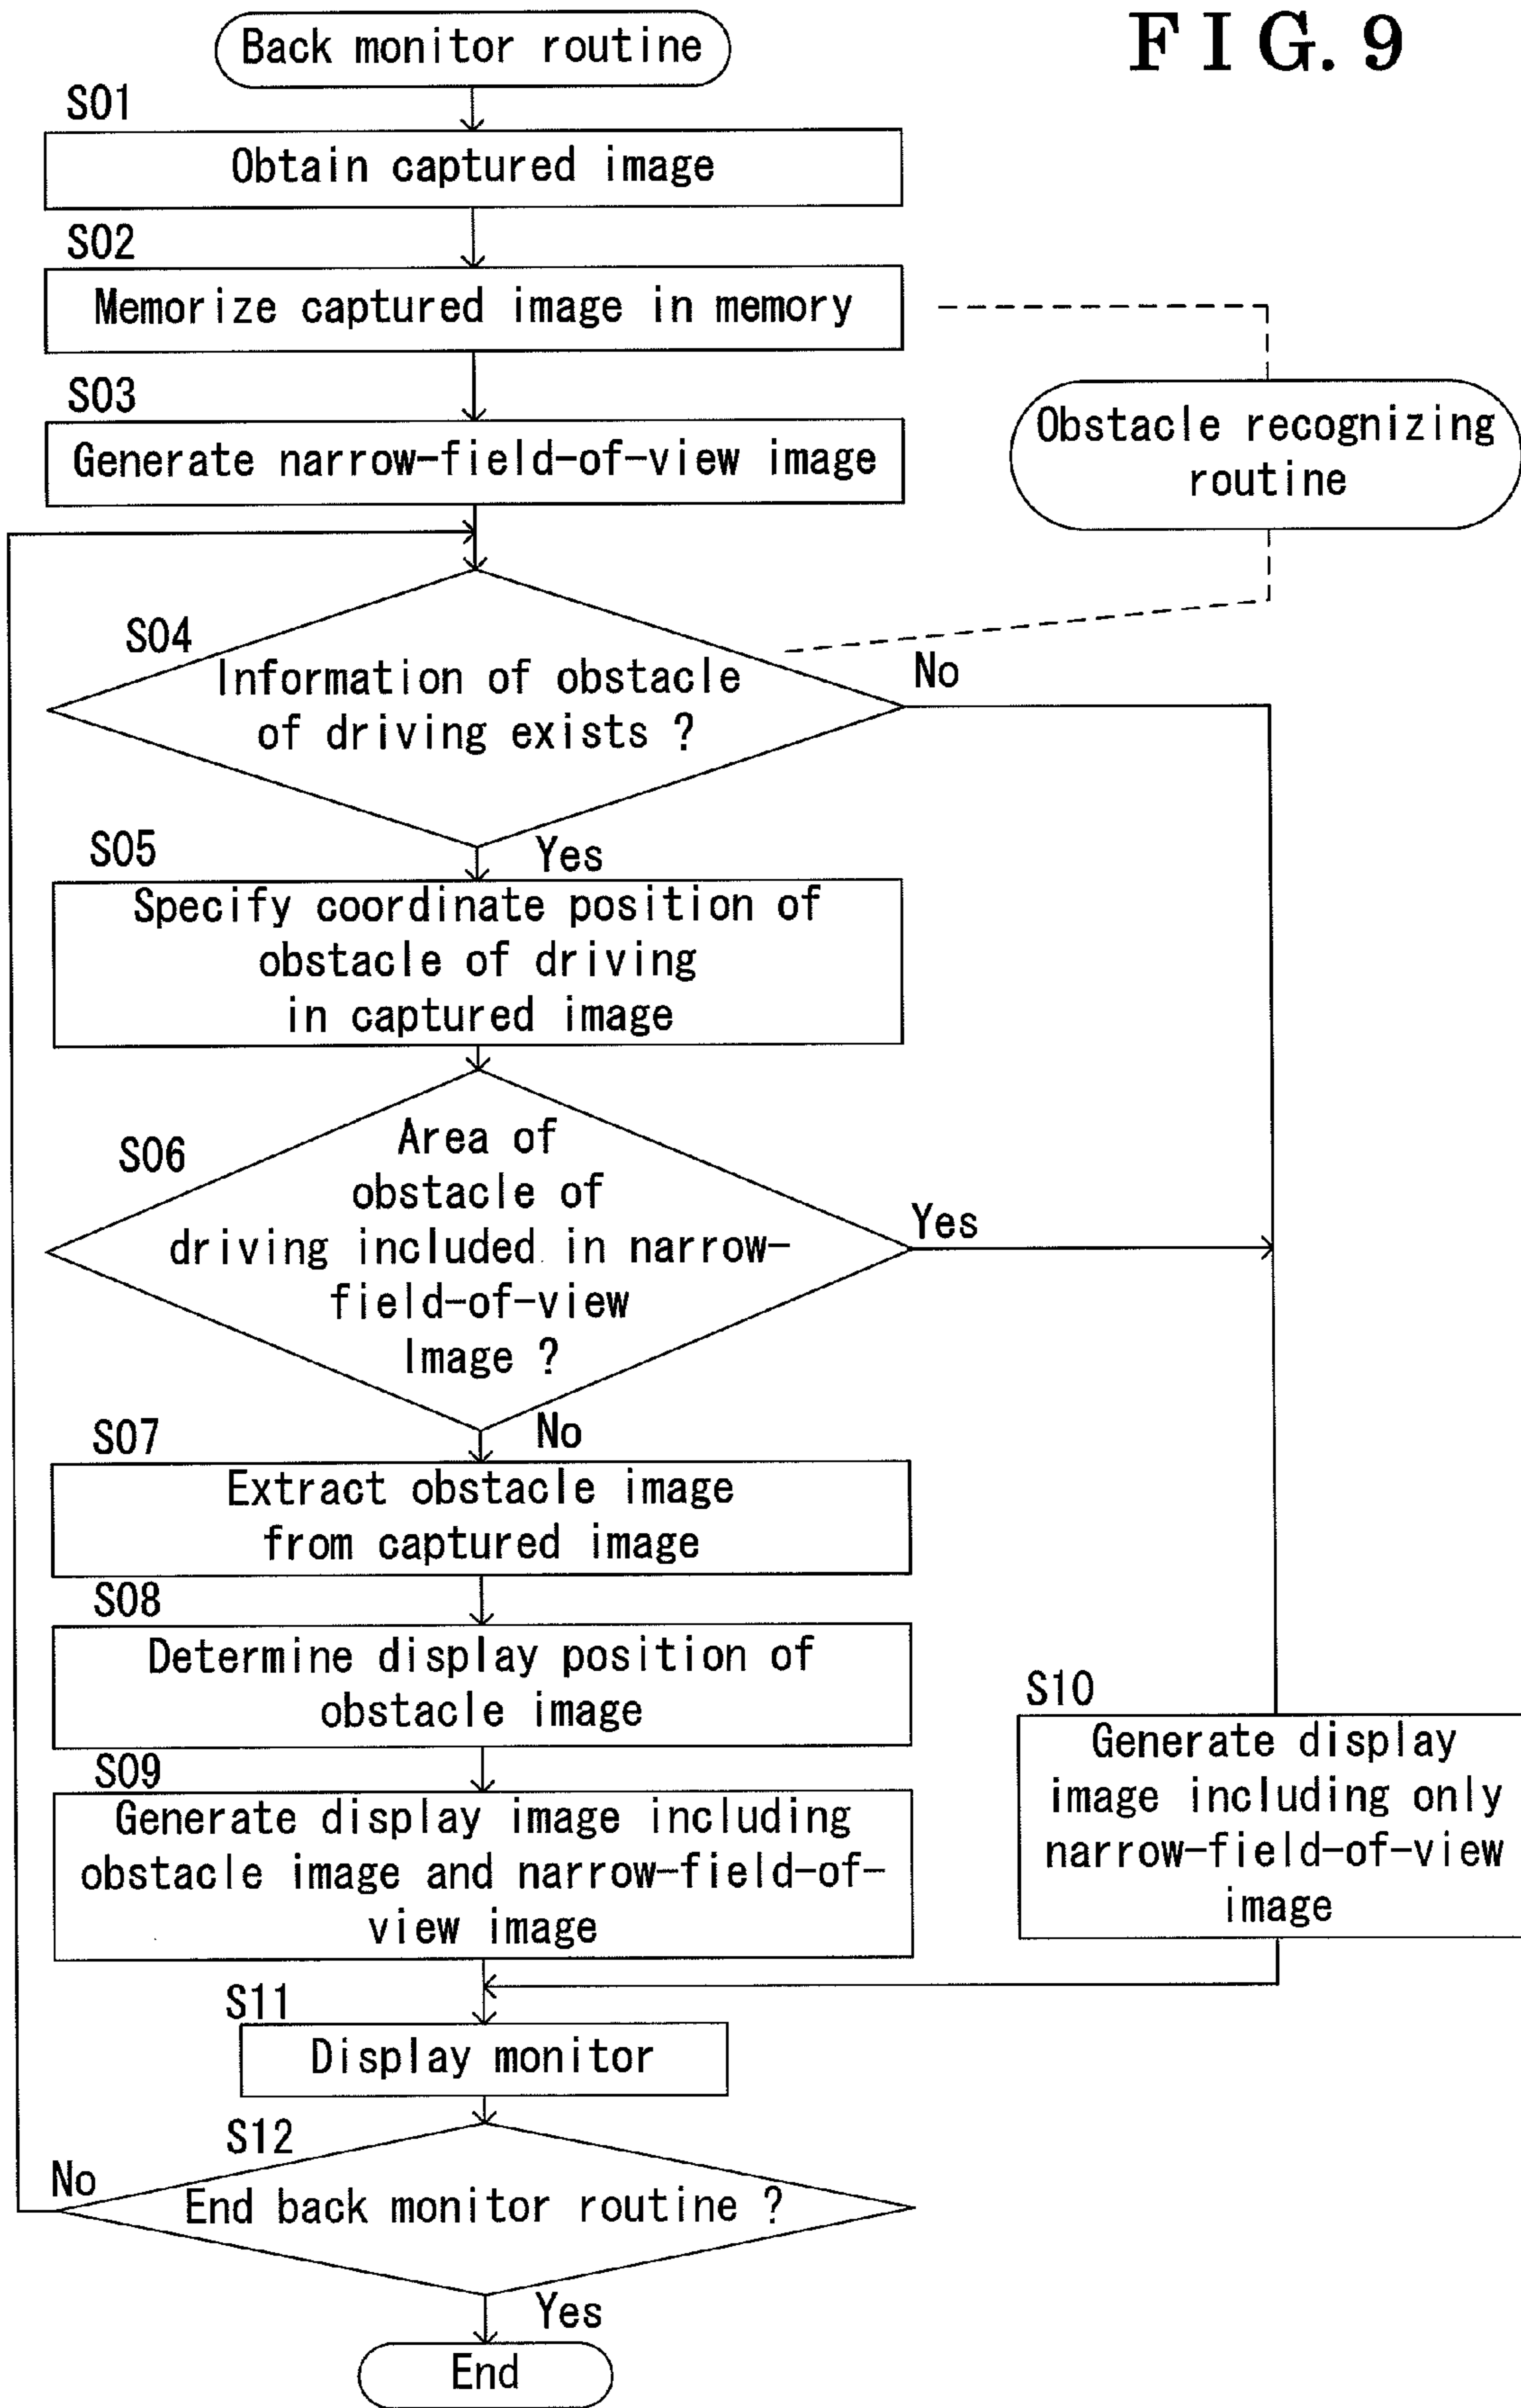 FIG. 9
Back monitor routine
S01
Obtain captured image
S02
Memorize captured image in memory
S03
Generate narrow-field-of-view image
Obstacle recognizing
routine
S04
Information of obstacle
of driving exists ?
No
Yes
S05
Specify coordinate position of
obstacle of driving
in captured image
S06
Area of
obstacle of
driving included in narrow-
field-of-view
Image ?
Yes
No
S07
Extract obstacle image
from captured image
S08
Determine display position of
obstacle image
S09
Generate display image including
obstacle image and narrow-field-of-
view image
S10
Generate display
image including only
narrow-field-of-view
image
S11
Display monitor
S12
End back monitor routine ?
No
Yes
End